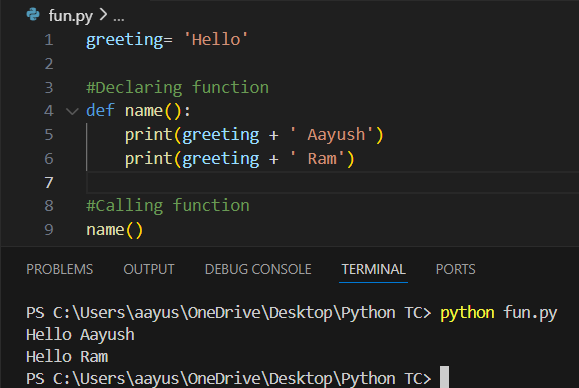 fun.py > ...
1 greeting= 'Hello'
2
3 #Declaring function
4 def name():
5 print(greeting + ' Aayush')
6 print(greeting + ' Ram')
7
8 #Calling function
9 name()
PROBLEMS OUTPUT DEBUG CONSOLE TERMINAL PORTS
PS C:\Users\aayus\OneDrive\Desktop\Python TC> python fun.py
Hello Aayush
Hello Ram
PS C:\Users\aayus\OneDrive\Desktop\Python TC>